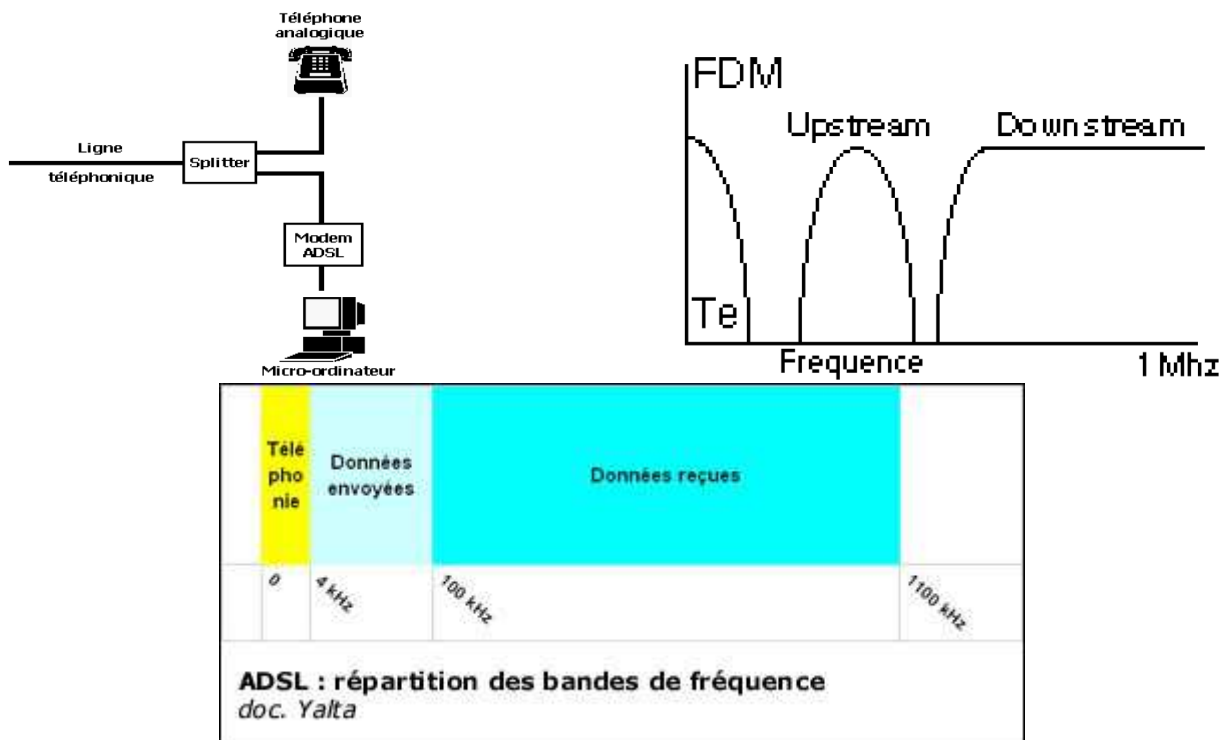 Téléphone
analogique
Ligne
téléphonique
Splitter
Modem
ADSL
Micro-ordinateur
FDM
Upstream
Downstream
Te
Frequence
1 Mhz
Télé
pho
nie
Données
envoyées
Données reçues
0
4 kHz
100 kHz
1100 kHz
ADSL : répartition des bandes de fréquence
doc. Yalta